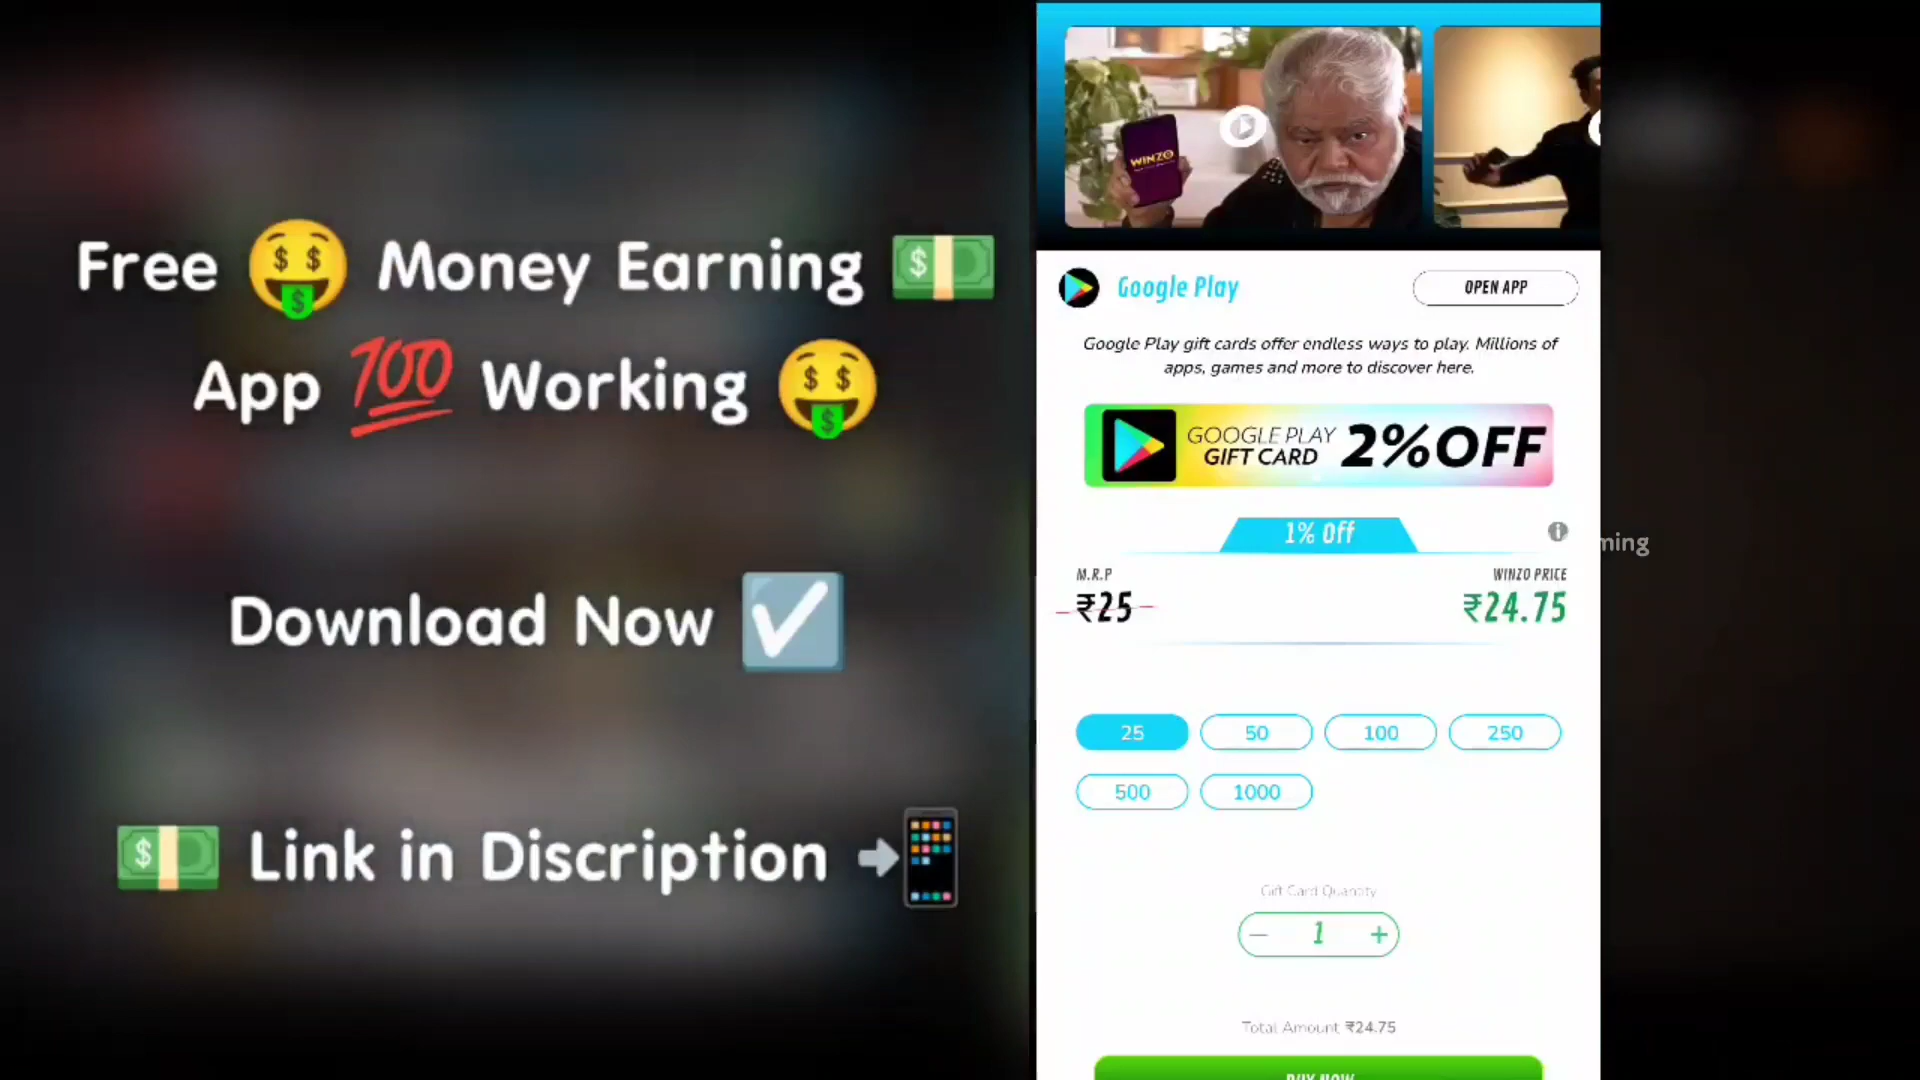 Free 🤑 Money Earning 💵
App 💯 Working 🤑
Download Now ☑️
💵 Link in Discription ➡📱
WINZO
Google Play
OPEN APP
Google Play gift cards offer endless ways to play. Millions of
apps, games and more to discover here.
GOOGLE PLAY
GIFT CARD
2%OFF
1% Off
ming
M.R.P
WINZO PRICE
₹25
₹24.75
25
50
100
250
500
1000
Gift Card Quantity
− 1 +
Total Amount ₹24.75
BUY NOW